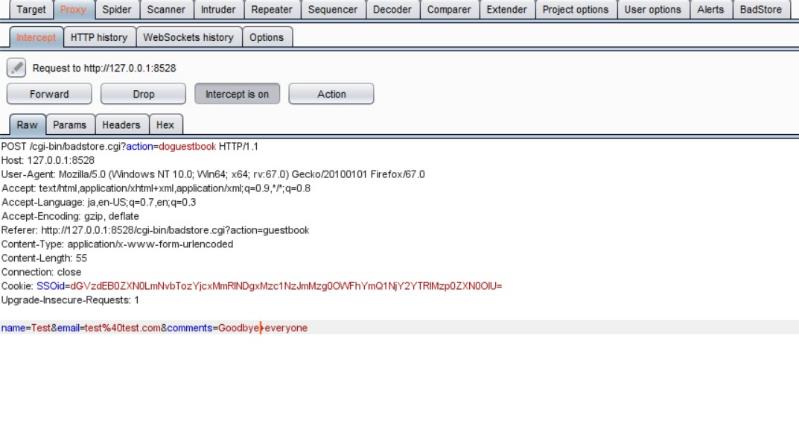 Target Proxy Spider Scanner Intruder Repeater Sequencer Decoder Comparer Extender Project options User options Alerts BadStore
Intercept HTTP history WebSockets history Options
Request to http://127.0.0.1:8528
Forward Drop Intercept is on Action
Raw Params Headers Hex
POST /cgi-bin/badstore.cgi?action=doguestbook HTTP/1.1
Host: 127.0.0.1:8528
User-Agent: Mozilla/5.0 (Windows NT 10.0; Win64; x64; rv:67.0) Gecko/20100101 Firefox/67.0
Accept: text/html,application/xhtml+xml,application/xml;q=0.9,*/*;q=0.8
Accept-Language: ja,en-US;q=0.7,en;q=0.3
Accept-Encoding: gzip, deflate
Referer: http://127.0.0.1:8528/cgi-bin/badstore.cgi?action=guestbook
Content-Type: application/x-www-form-urlencoded
Content-Length: 55
Connection: close
Cookie: SSOid=
Upgrade-Insecure-Requests: 1
name=Test&email=test%40test.com&comments=Goodbye+everyone